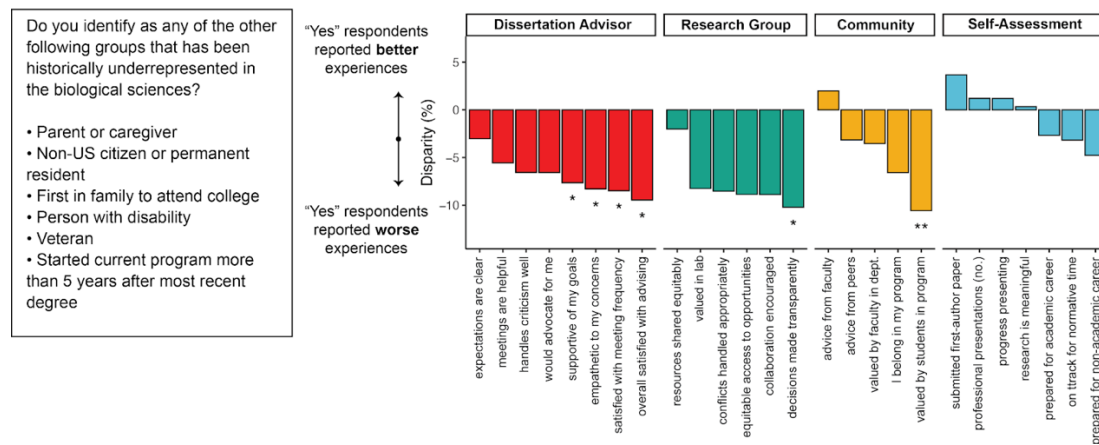 Do you identify as any of the other
following groups that has been
historically underrepresented in
the biological sciences?
• Parent or caregiver
• Non-US citizen or permanent
resident
• First in family to attend college
• Person with disability
• Veteran
• Started current program more
than 5 years after most recent
degree
“Yes” respondents
reported better
experiences
“Yes” respondents
reported worse
experiences
Disparity (%)
5
0
−5
−10
Dissertation Advisor
Research Group
Community
Self-Assessment
*
*
*
*
*
**
expectations are clear
meetings are helpful
handles criticism well
would advocate for me
supportive of my goals
empathetic to my concerns
satisfied with meeting frequency
overall satisfied with advising
resources shared equitably
valued in lab
conflicts handled appropriately
equitable access to opportunities
collaboration encouraged
decisions made transparently
advice from faculty
advice from peers
valued by faculty in dept.
I belong in my program
valued by students in program
submitted first-author paper
professional presentations (no.)
progress presenting
research is meaningful
prepared for academic career
on ttrack for normative time
prepared for non-academic career